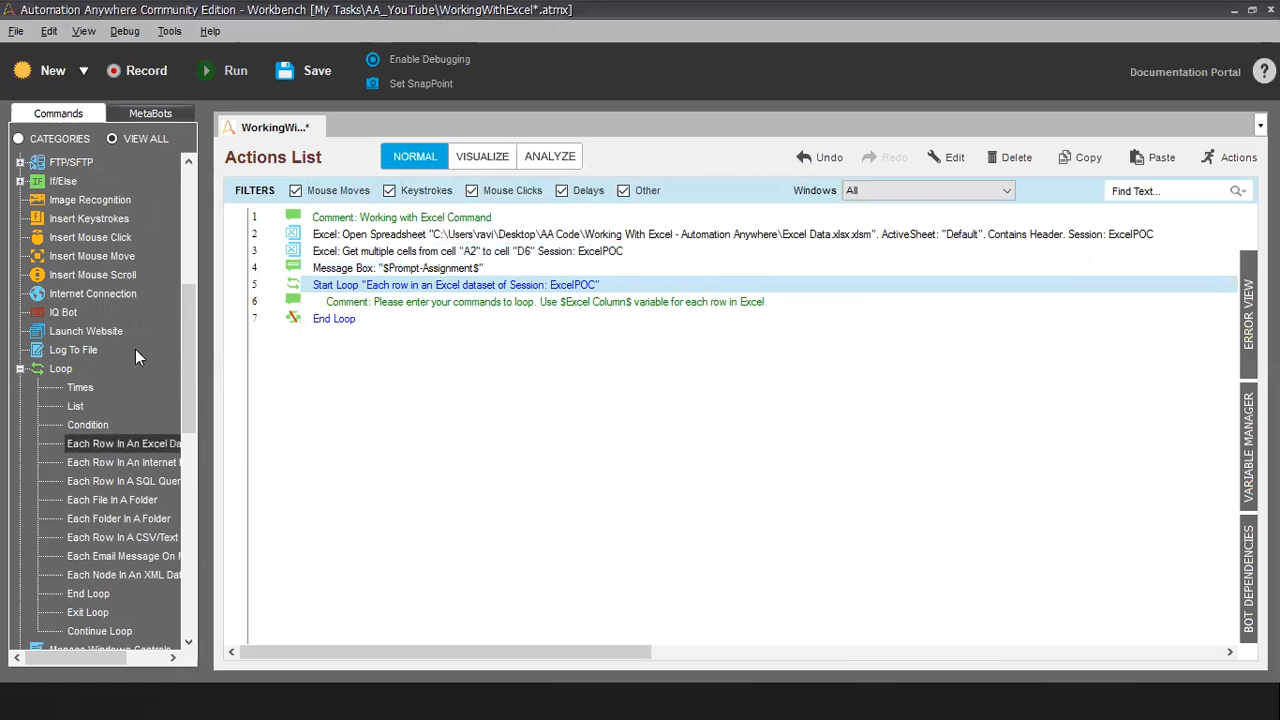 Automation Anywhere Community Edition - Workbench [My Tasks\AA_YouTube\WorkingWithExcel*.atmx]
File Edit View Debug Tools Help
New Record Run Save
Enable Debugging
Set SnapPoint
Documentation Portal
Commands MetaBots
CATEGORIES VIEW ALL
FTP/SFTP
If/Else
Image Recognition
Insert Keystrokes
Insert Mouse Click
Insert Mouse Move
Insert Mouse Scroll
Internet Connection
IQ Bot
Launch Website
Log To File
Loop
Times
List
Condition
Each Row In An Excel Da
Each Row In An Internet
Each Row In A SQL Quer
Each File In A Folder
Each Folder In A Folder
Each Row In A CSV/Text
Each Email Message On
Each Node In An XML Dat
End Loop
Exit Loop
Continue Loop
Manage Windows Controls
WorkingWi...*
Actions List
NORMAL VISUALIZE ANALYZE
Undo Redo Edit Delete Copy Paste Actions
FILTERS Mouse Moves Keystrokes Mouse Clicks Delays Other Windows All Find Text...
1 Comment: Working with Excel Command
2 Excel: Open Spreadsheet "C:\Users\ravi\Desktop\AA Code\Working With Excel - Automation Anywhere\Excel Data.xlsx.xlsm". ActiveSheet: "Default". Contains Header. Session: ExcelPOC
3 Excel: Get multiple cells from cell "A2" to cell "D6" Session: ExcelPOC
4 Message Box: "$Prompt-Assignment$"
5 Start Loop "Each row in an Excel dataset of Session: ExcelPOC"
6 Comment: Please enter your commands to loop. Use $Excel Column$ variable for each row in Excel.
7 End Loop
ERROR VIEW
VARIABLE MANAGER
BOT DEPENDENCIES